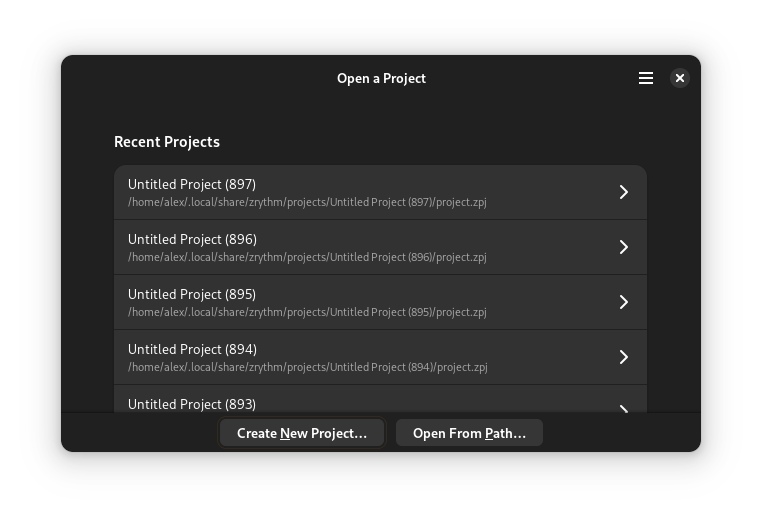 Open a Project
Recent Projects
Untitled Project (897)
/home/alex/.local/share/zrythm/projects/Untitled Project (897)/project.zpj
Untitled Project (896)
/home/alex/.local/share/zrythm/projects/Untitled Project (896)/project.zpj
Untitled Project (895)
/home/alex/.local/share/zrythm/projects/Untitled Project (895)/project.zpj
Untitled Project (894)
/home/alex/.local/share/zrythm/projects/Untitled Project (894)/project.zpj
Untitled Project (893)
Create New Project... Open From Path...